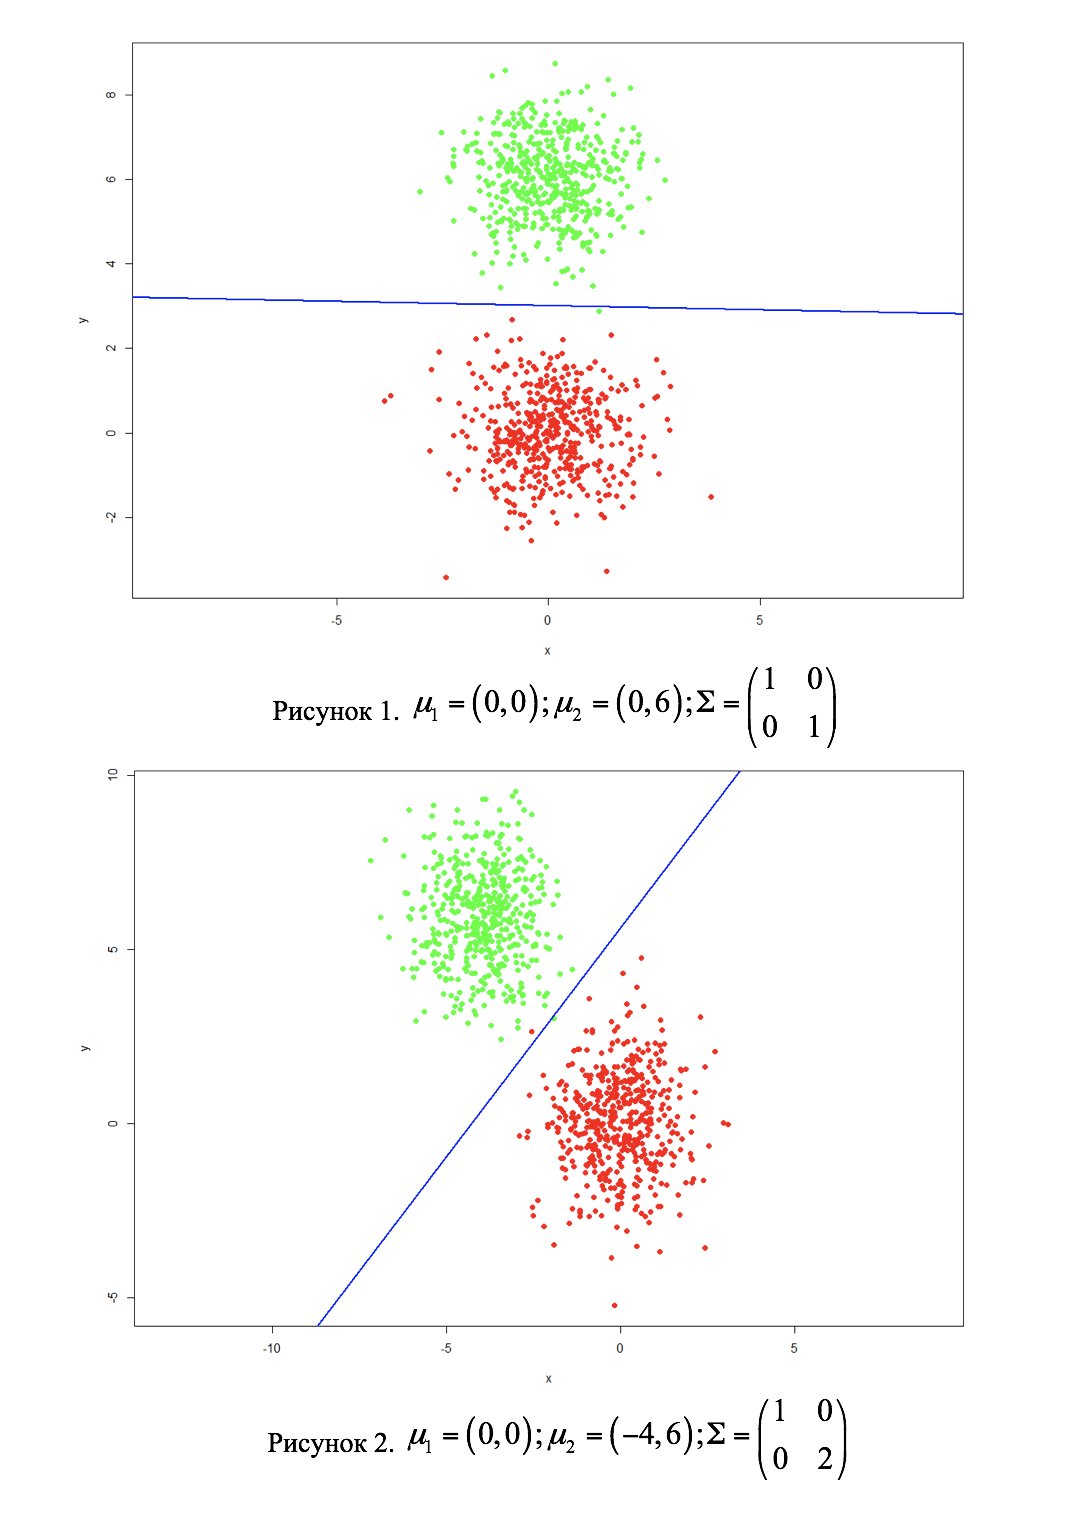 8
6
4
2
0
-2
y
-5 0 5
x
Рисунок 1. μ₁ = (0,0); μ₂ = (0,6); Σ = (1 0
0 1)
10
5
0
-5
y
-10 -5 0 5
x
Рисунок 2. μ₁ = (0,0); μ₂ = (−4,6); Σ = (1 0
0 2)